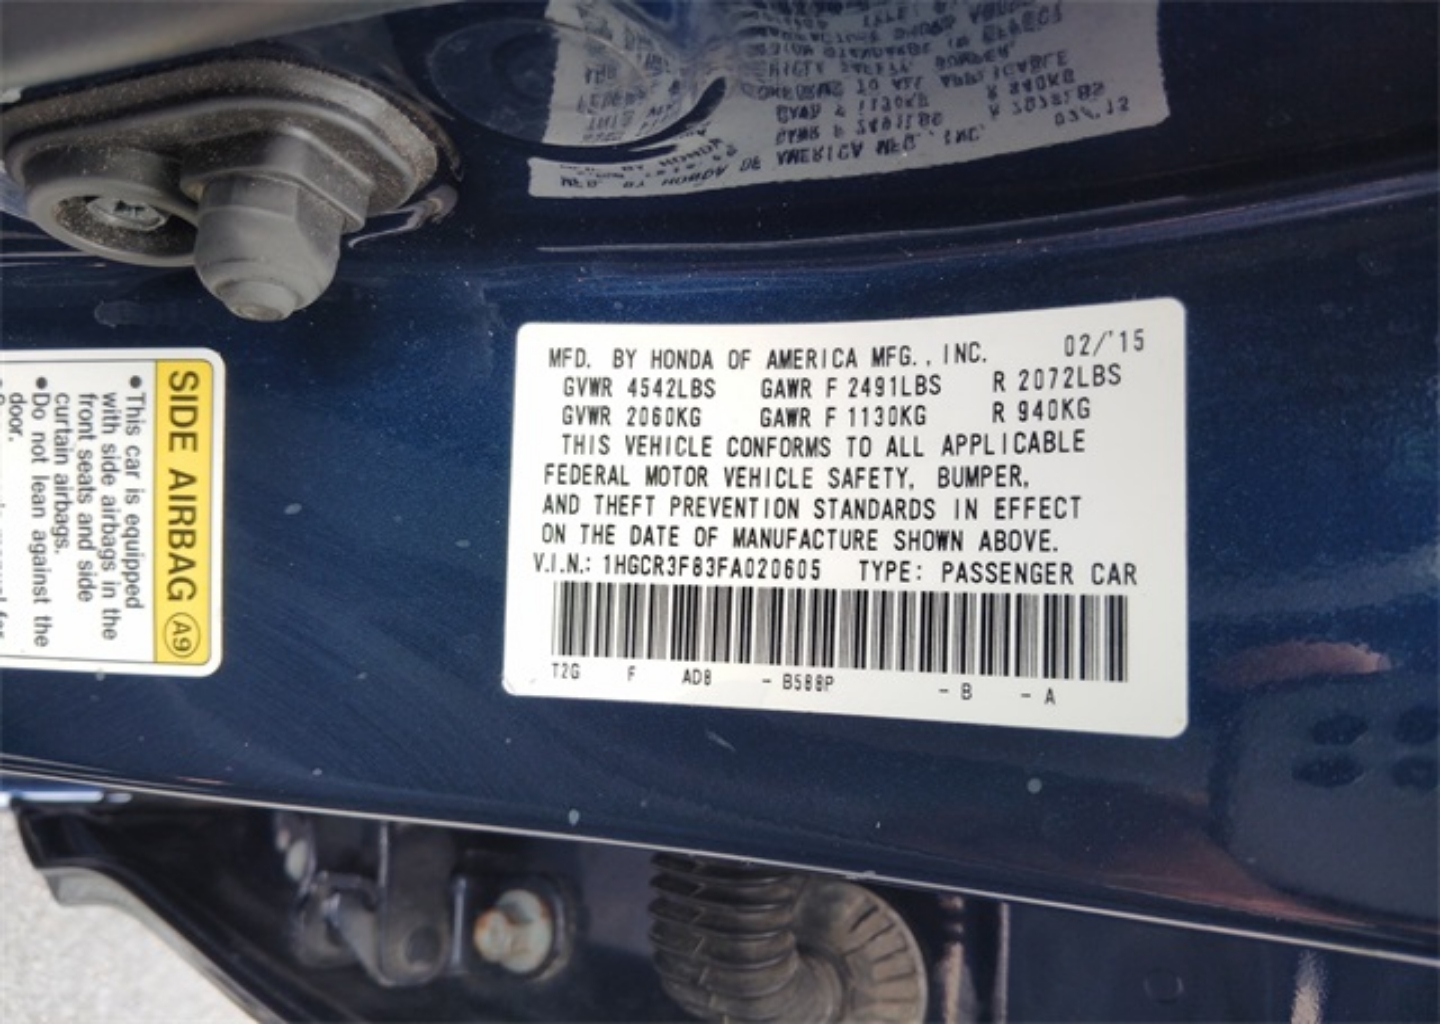 MFD. BY HONDA OF AMERICA MFG., INC. 02/'15
GVWR 4542LBS GAWR F 2491LBS R 2072LBS
GVWR 2060KG GAWR F 1130KG R 940KG
THIS VEHICLE CONFORMS TO ALL APPLICABLE
FEDERAL MOTOR VEHICLE SAFETY, BUMPER,
AND THEFT PREVENTION STANDARDS IN EFFECT
ON THE DATE OF MANUFACTURE SHOWN ABOVE.
V.I.N.: 1HGCR3F83FA020605 TYPE: PASSENGER CAR
T2G F AD8 - B588P - B - A
SIDE AIRBAG A9
•This car is equipped
with side airbags in the
front seats and side
curtain airbags.
•Do not lean against the
door.